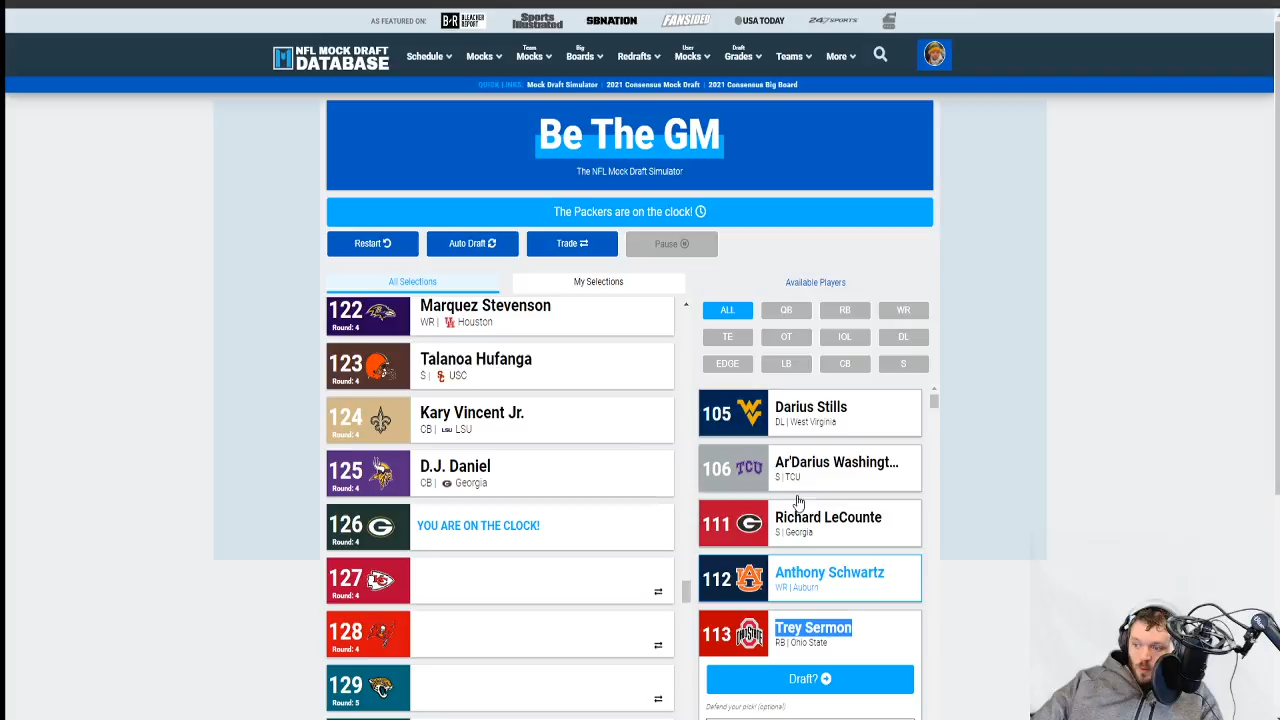 AS FEATURED ON: B/R BLEACHER REPORT Sports Illustrated SBNATION FANSIDED USA TODAY 247SPORTS
NFL MOCK DRAFT DATABASE
Schedule Mocks Team Mocks Big Boards Redrafts User Mocks Draft Grades Teams More
QUICK LINKS: Mock Draft Simulator | 2021 Consensus Mock Draft | 2021 Consensus Big Board
Be The GM
The NFL Mock Draft Simulator
The Packers are on the clock!
Restart Auto Draft Trade Pause
All Selections My Selections
Available Players
ALL QB RB WR
TE OT IOL DL
EDGE LB CB S
122 Marquez Stevenson
Round: 4 WR | Houston
123 Talanoa Hufanga
Round: 4 S | USC
124 Kary Vincent Jr.
Round: 4 CB | LSU LSU
125 D.J. Daniel
Round: 4 CB | Georgia
126 YOU ARE ON THE CLOCK!
Round: 4
127
Round: 4
128
Round: 4
129
Round: 5
105 Darius Stills
DL | West Virginia
106 TCU Ar'Darius Washingt...
S | TCU
111 Richard LeCounte
S | Georgia
112 Anthony Schwartz
WR | Auburn
113 Trey Sermon
RB | Ohio State
Draft?
Defend your pick! (optional)